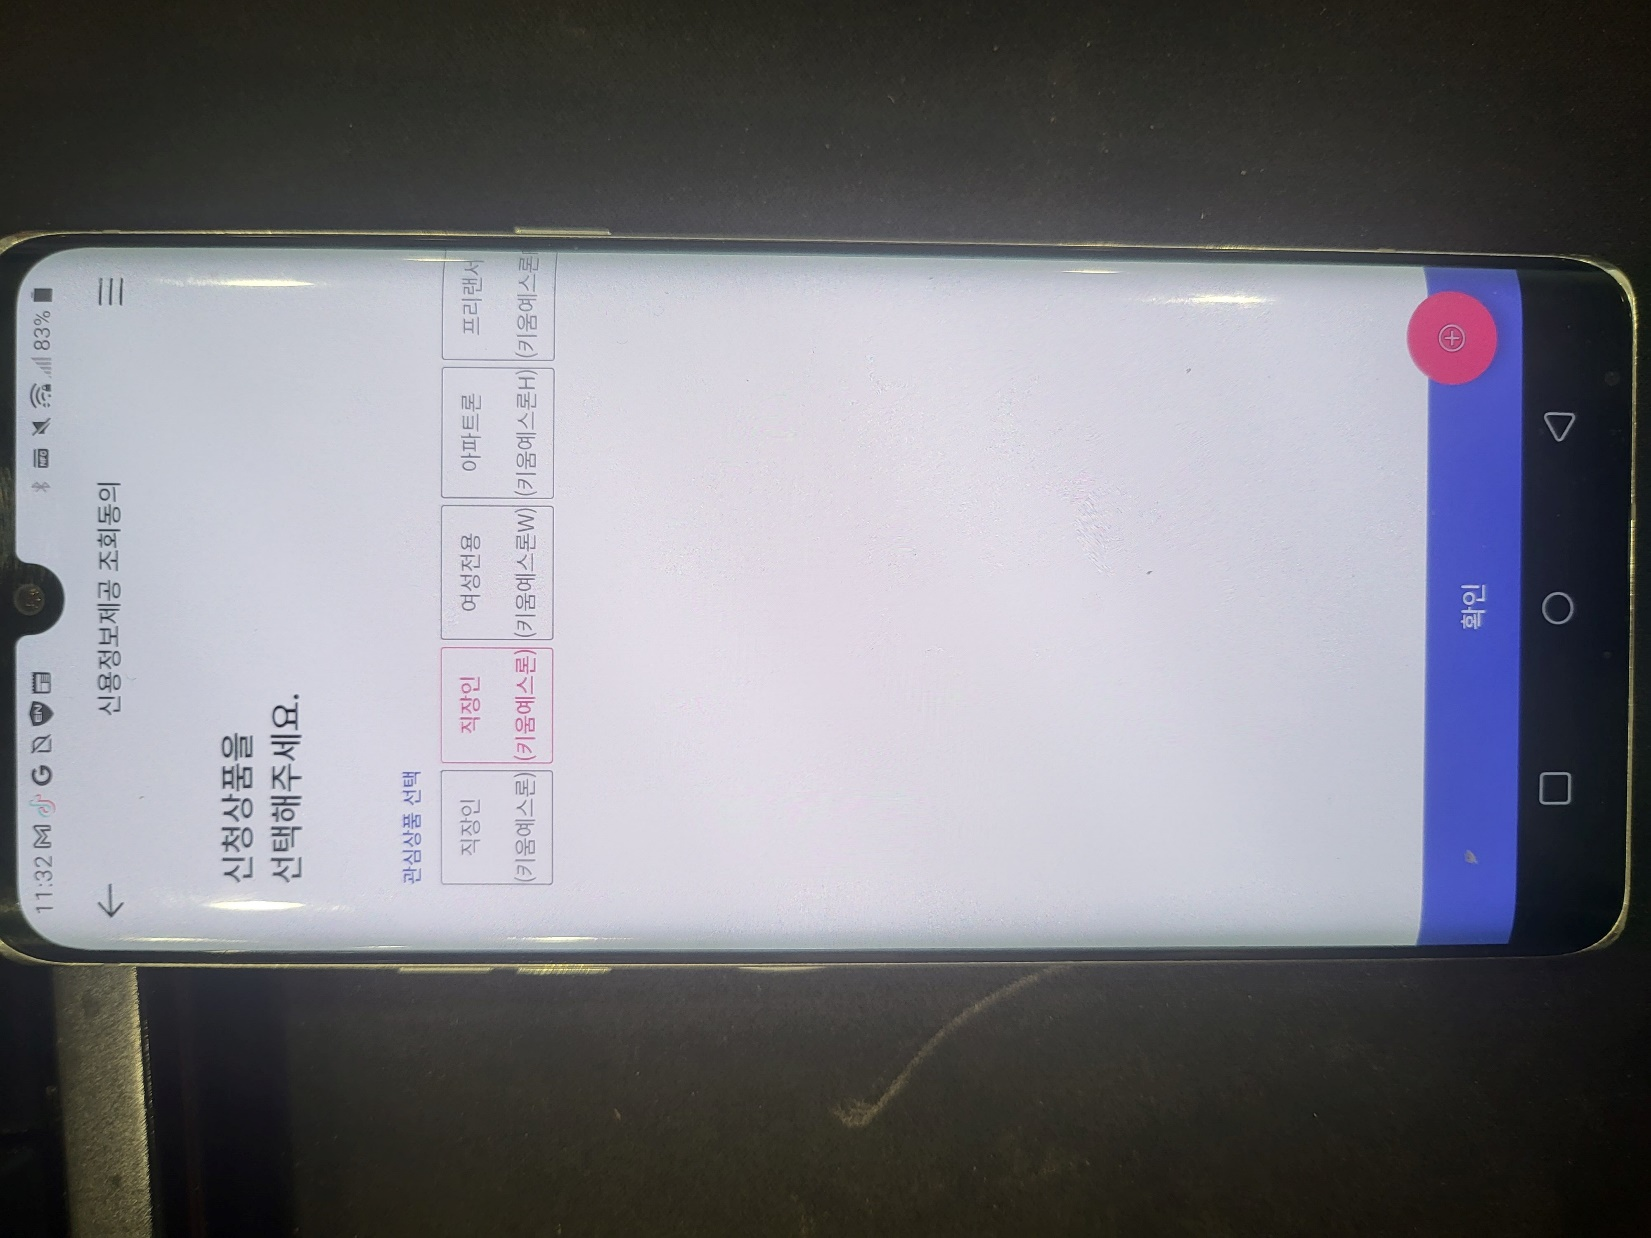 11:32
83%
신용정보제공 조회동의
신청상품을
선택해주세요.
관심상품 선택
직장인
(키움예스론)
직장인
(키움예스론)
여성전용
(키움예스론W)
아파트론
(키움예스론H)
프리랜서
(키움예스론
확인